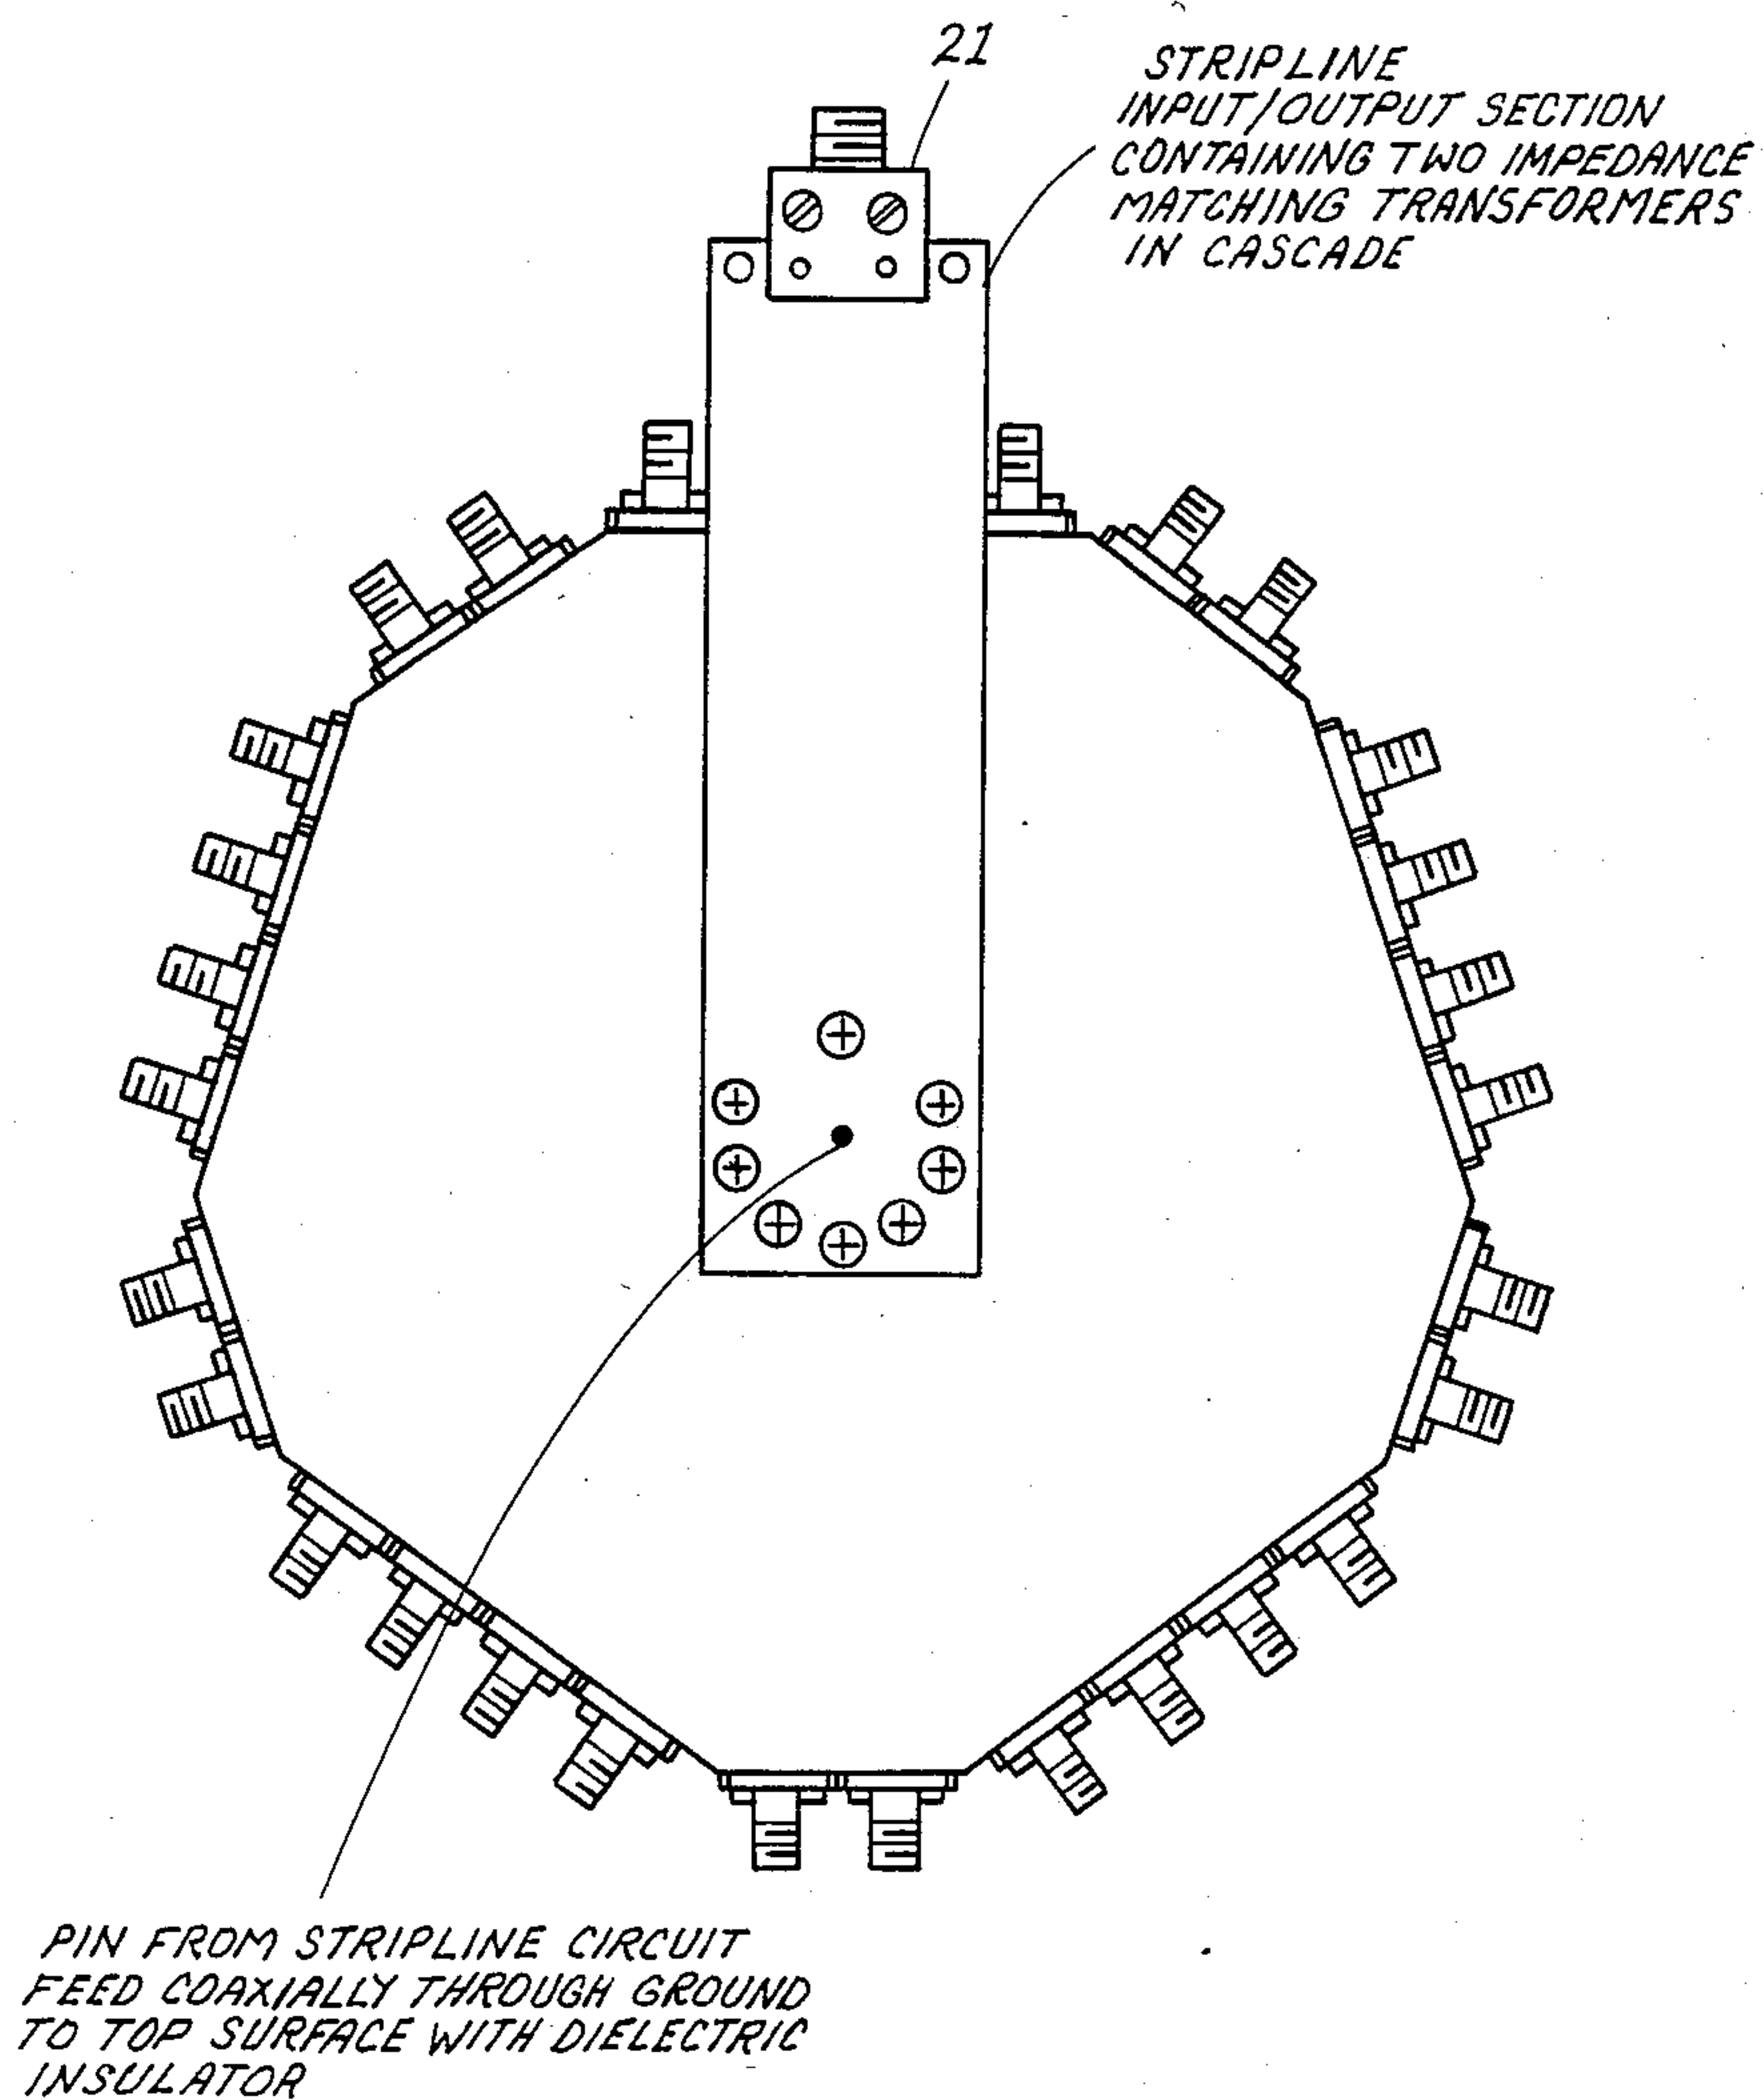 21
STRIPLINE
INPUT/OUTPUT SECTION
CONTAINING TWO IMPEDANCE
MATCHING TRANSFORMERS
IN CASCADE
PIN FROM STRIPLINE CIRCUIT
FEED COAXIALLY THROUGH GROUND
TO TOP SURFACE WITH DIELECTRIC
INSULATOR